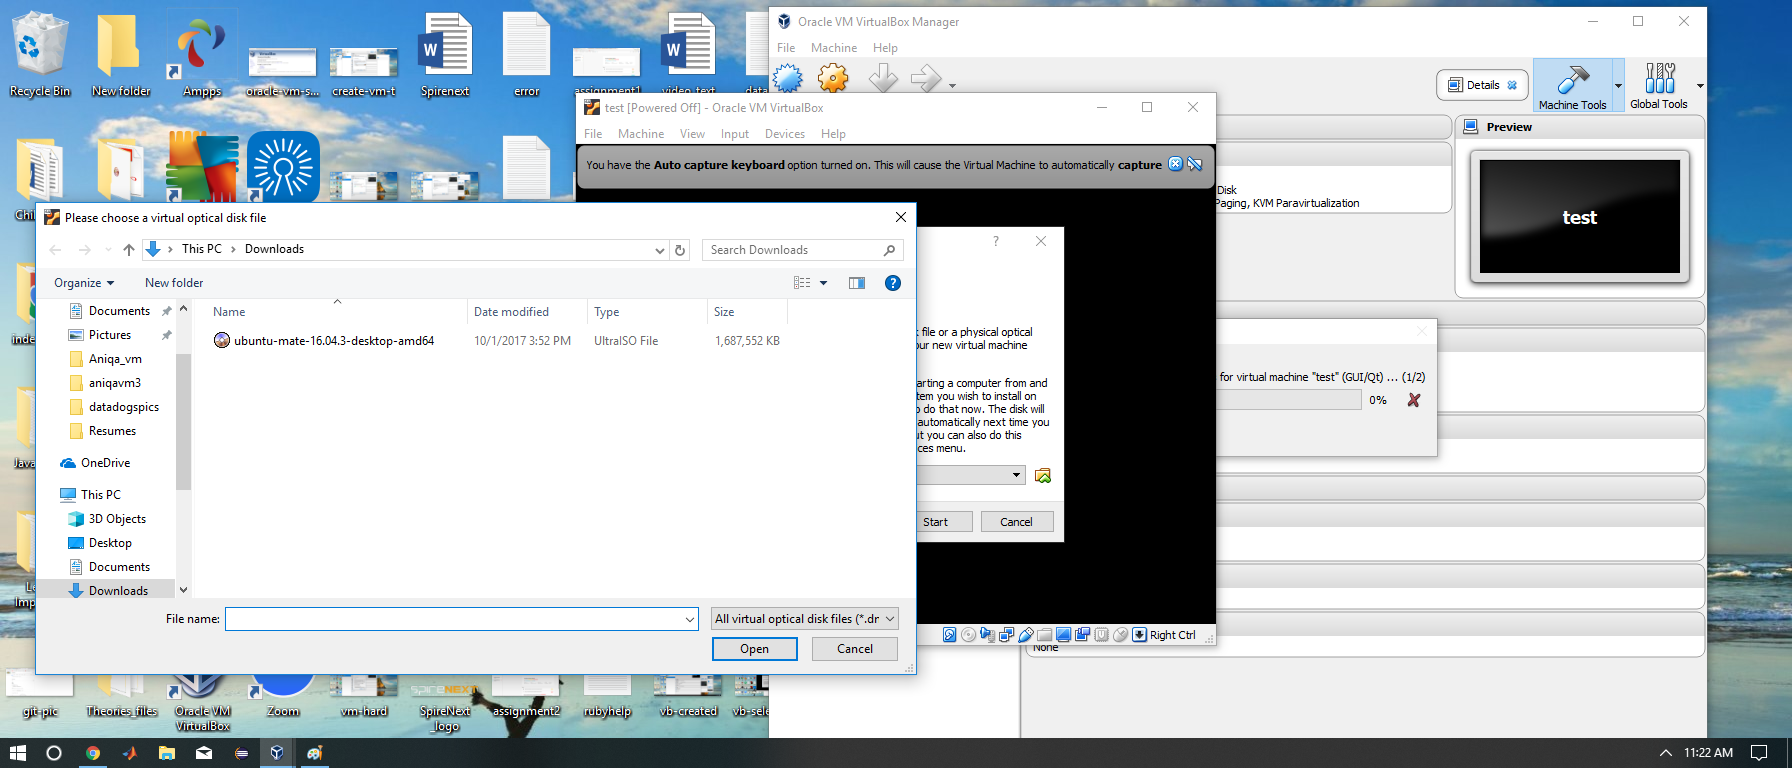 Recycle Bin
New folder
Ampps
oracle-vm-s...
create-vm-t
Spirenext
error
assignment1
video_text
data
Oracle VM VirtualBox Manager
File Machine Help
Details
Machine Tools
Global Tools
Preview
test
Disk
Paging, KVM Paravirtualization
test [Powered Off] - Oracle VM VirtualBox
File Machine View Input Devices Help
You have the Auto capture keyboard option turned on. This will cause the Virtual Machine to automatically capture
Please choose a virtual optical disk file
This PC > Downloads
Search Downloads
Organize New folder
Name Date modified Type Size
ubuntu-mate-16.04.3-desktop-amd64 10/1/2017 3:52 PM UltraISO File 1,687,552 KB
Documents
Pictures
Aniqa_vm
aniqavm3
datadogspics
Resumes
OneDrive
This PC
3D Objects
Desktop
Documents
Downloads
File name:
All virtual optical disk files (*.dr
Open Cancel
file or a physical optical
our new virtual machine
arting a computer from and
tem you wish to install on
o do that now. The disk will
automatically next time you
ut you can also do this
ces menu.
Start Cancel
for virtual machine "test" (GUI/Qt) ... (1/2)
0%
Right Ctrl
None
git-pic
Theories_files
Oracle VM VirtualBox
Zoom
vm-hard
SpireNext _logo
assignment2
rubyhelp
vb-created
vb-sele
11:22 AM